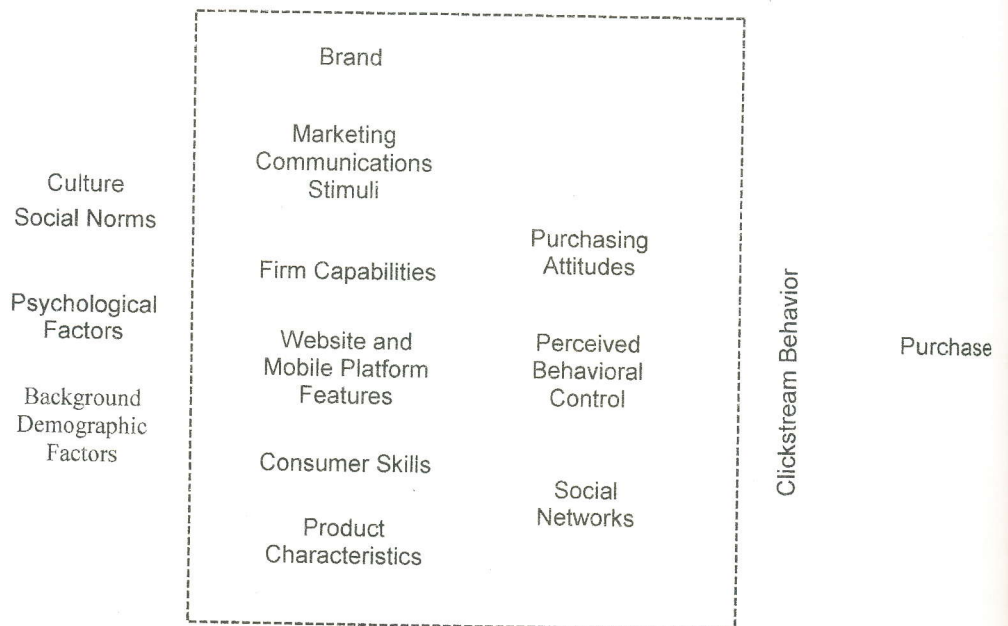 Culture
Social Norms
Psychological
Factors
Background
Demographic
Factors
Brand
Marketing
Communications
Stimuli
Firm Capabilities
Website and
Mobile Platform
Features
Consumer Skills
Product
Characteristics
Purchasing
Attitudes
Perceived
Behavioral
Control
Social
Networks
Clickstream Behavior
Purchase